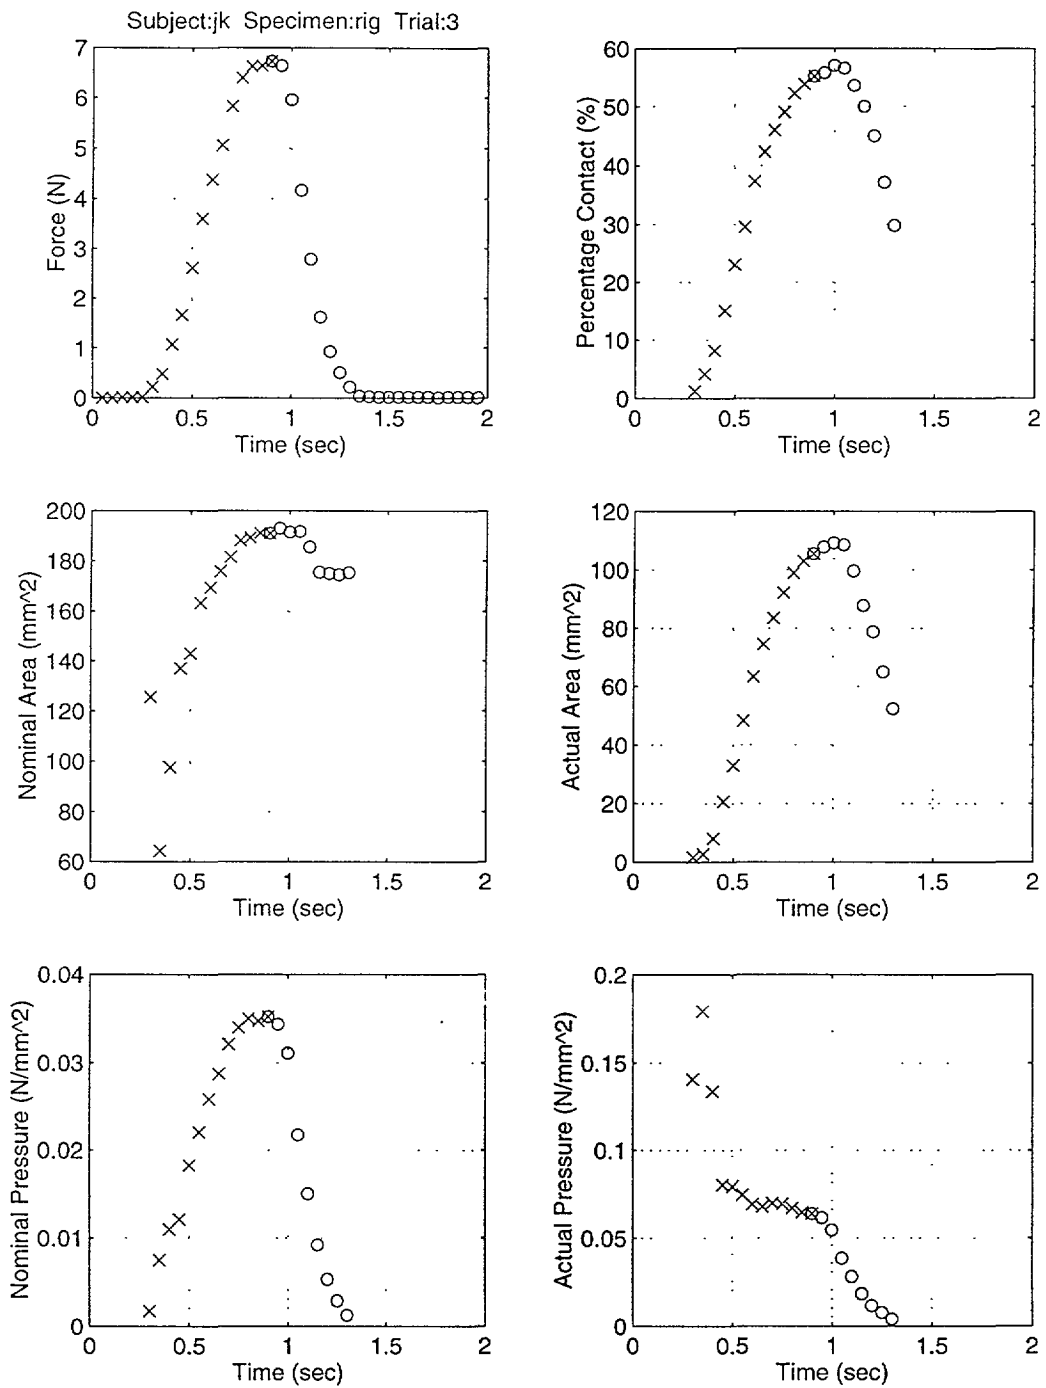 Subject:jk Specimen:rig Trial:3
7
6
5
4
3
2
1
0
Force (N)
0 0.5 1 1.5 2
Time (sec)
60
50
40
30
20
10
0
Percentage Contact (%)
0 0.5 1 1.5 2
Time (sec)
200
180
160
140
120
100
80
60
Nominal Area (mm^2)
0 0.5 1 1.5 2
Time (sec)
120
100
80
60
40
20
0
Actual Area (mm^2)
0 0.5 1 1.5 2
Time (sec)
0.04
0.03
0.02
0.01
0
Nominal Pressure (N/mm^2)
0 0.5 1 1.5 2
Time (sec)
0.2
0.15
0.1
0.05
0
Actual Pressure (N/mm^2)
0 0.5 1 1.5 2
Time (sec)